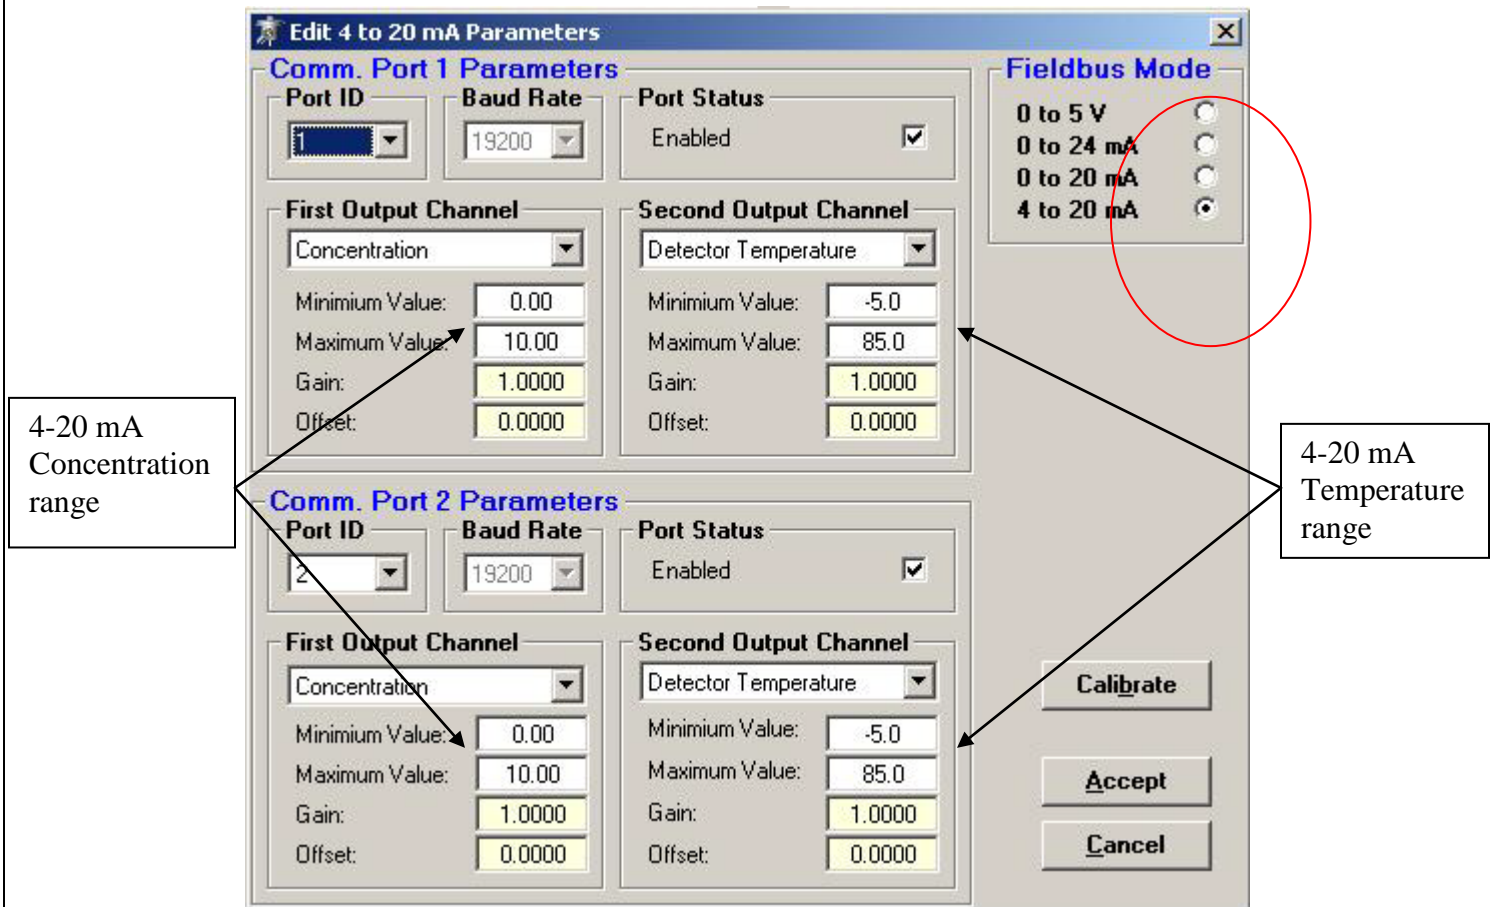 Edit 4 to 20 mA Parameters
Comm. Port 1 Parameters
Port ID
1
Baud Rate
19200
Port Status
Enabled
First Output Channel
Concentration
Minimium Value: 0.00
Maximum Value: 10.00
Gain: 1.0000
Offset: 0.0000
Second Output Channel
Detector Temperature
Minimium Value: -5.0
Maximum Value: 85.0
Gain: 1.0000
Offset: 0.0000
Fieldbus Mode
0 to 5 V
0 to 24 mA
0 to 20 mA
4 to 20 mA
4-20 mA
Concentration
range
4-20 mA
Temperature
range
Comm. Port 2 Parameters
Port ID
2
Baud Rate
19200
Port Status
Enabled
First Output Channel
Concentration
Minimium Value: 0.00
Maximum Value: 10.00
Gain: 1.0000
Offset: 0.0000
Second Output Channel
Detector Temperature
Minimium Value: -5.0
Maximum Value: 85.0
Gain: 1.0000
Offset: 0.0000
Calibrate
Accept
Cancel